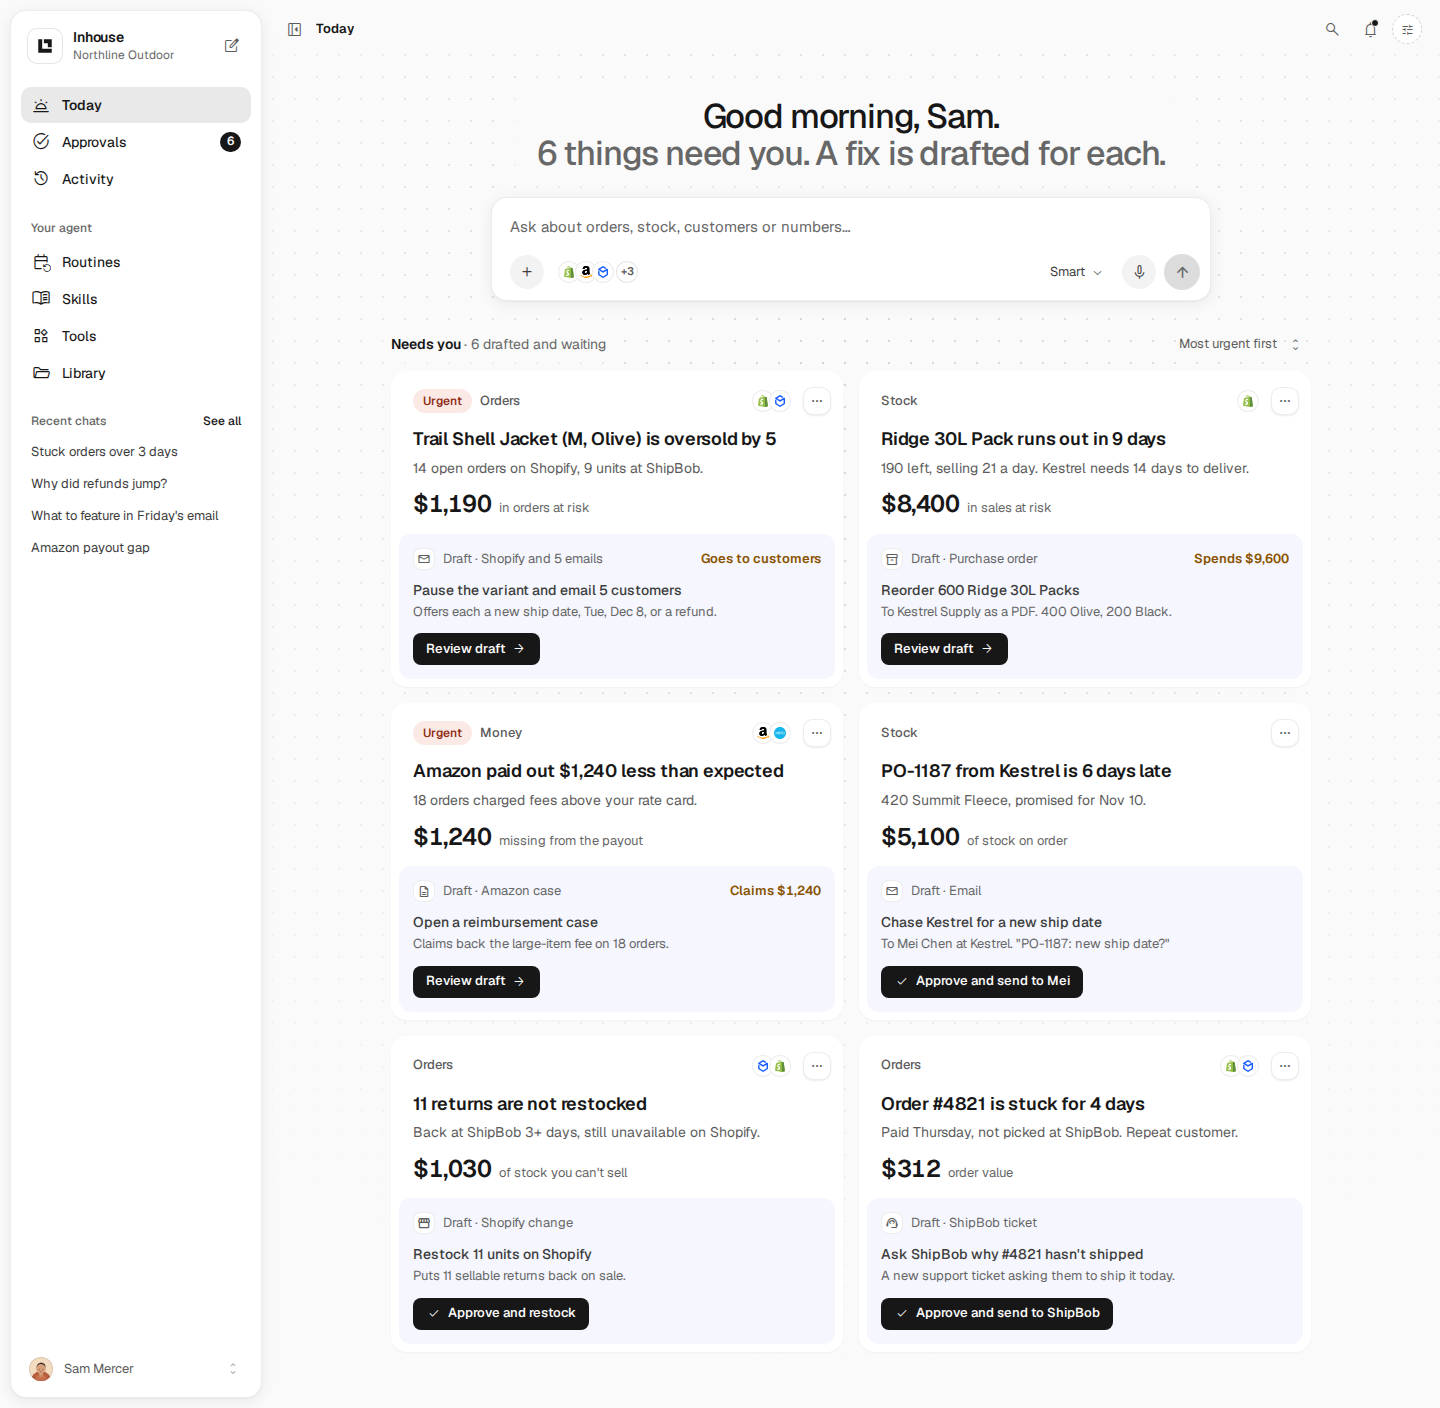 Inhouse
Northline Outdoor
Today
Approvals
6
Activity
Your agent
Routines
Skills
Tools
Library
Recent chats
See all
Stuck orders over 3 days
Why did refunds jump?
What to feature in Friday's email
Amazon payout gap
Sam Mercer
Today
Good morning, Sam.
6 things need you. A fix is drafted for each.
Ask about orders, stock, customers or numbers...
+3
Smart
Needs you · 6 drafted and waiting
Most urgent first
Urgent Orders
Trail Shell Jacket (M, Olive) is oversold by 5
14 open orders on Shopify, 9 units at ShipBob.
$1,190 in orders at risk
Draft · Shopify and 5 emails
Goes to customers
Pause the variant and email 5 customers
Offers each a new ship date, Tue, Dec 8, or a refund.
Review draft
Stock
Ridge 30L Pack runs out in 9 days
190 left, selling 21 a day. Kestrel needs 14 days to deliver.
$8,400 in sales at risk
Draft · Purchase order
Spends $9,600
Reorder 600 Ridge 30L Packs
To Kestrel Supply as a PDF. 400 Olive, 200 Black.
Review draft
Urgent Money
Amazon paid out $1,240 less than expected
18 orders charged fees above your rate card.
$1,240 missing from the payout
Draft · Amazon case
Claims $1,240
Open a reimbursement case
Claims back the large-item fee on 18 orders.
Review draft
Stock
PO-1187 from Kestrel is 6 days late
420 Summit Fleece, promised for Nov 10.
$5,100 of stock on order
Draft · Email
Chase Kestrel for a new ship date
To Mei Chen at Kestrel. "PO-1187: new ship date?"
Approve and send to Mei
Orders
11 returns are not restocked
Back at ShipBob 3+ days, still unavailable on Shopify.
$1,030 of stock you can't sell
Draft · Shopify change
Restock 11 units on Shopify
Puts 11 sellable returns back on sale.
Approve and restock
Orders
Order #4821 is stuck for 4 days
Paid Thursday, not picked at ShipBob. Repeat customer.
$312 order value
Draft · ShipBob ticket
Ask ShipBob why #4821 hasn't shipped
A new support ticket asking them to ship it today.
Approve and send to ShipBob